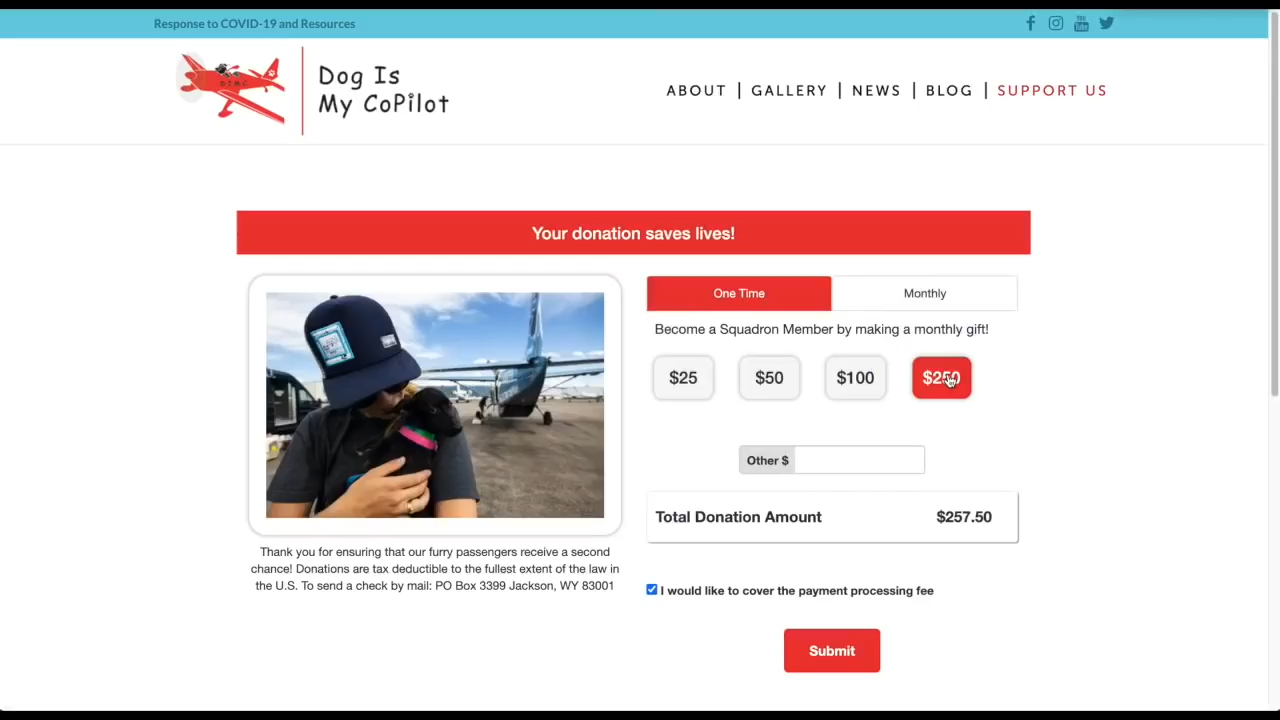 Response to COVID-19 and Resources
Dog Is
My CoPilot
ABOUT | GALLERY | NEWS | BLOG | SUPPORT US
Your donation saves lives!
One Time
Monthly
Become a Squadron Member by making a monthly gift!
$25
$50
$100
$250
Other $
Total Donation Amount $257.50
Thank you for ensuring that our furry passengers receive a second
chance! Donations are tax deductible to the fullest extent of the law in
the U.S. To send a check by mail: PO Box 3399 Jackson, WY 83001
I would like to cover the payment processing fee
Submit